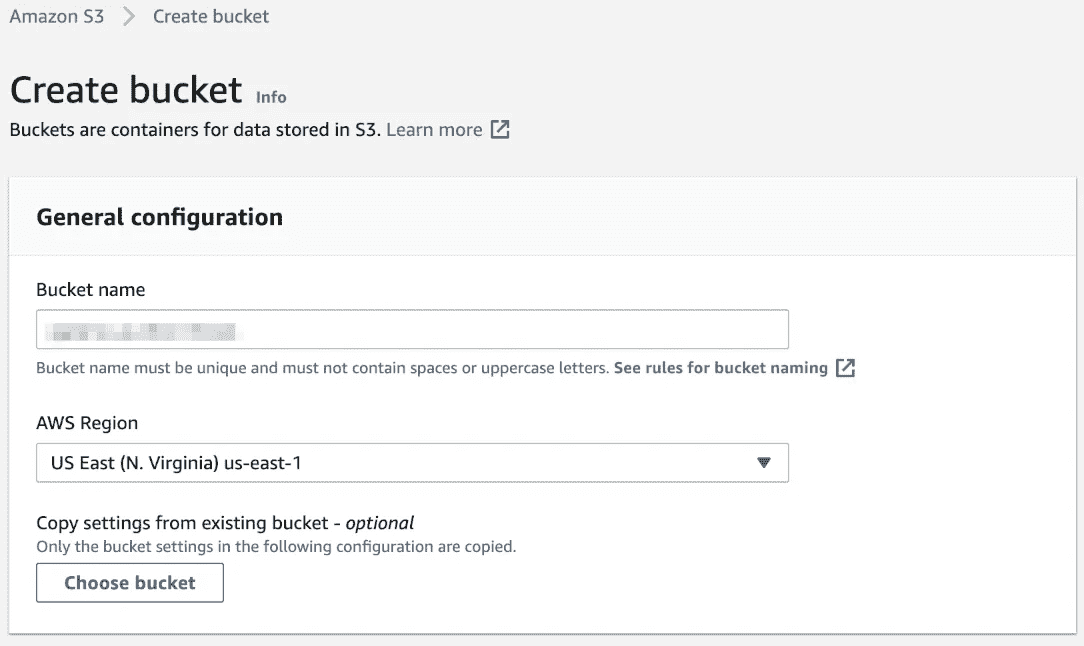 Amazon S3 > Create bucket
Create bucket Info
Buckets are containers for data stored in S3. Learn more
General configuration
Bucket name
Bucket name must be unique and must not contain spaces or uppercase letters. See rules for bucket naming
AWS Region
US East (N. Virginia) us-east-1
Copy settings from existing bucket - optional
Only the bucket settings in the following configuration are copied.
Choose bucket